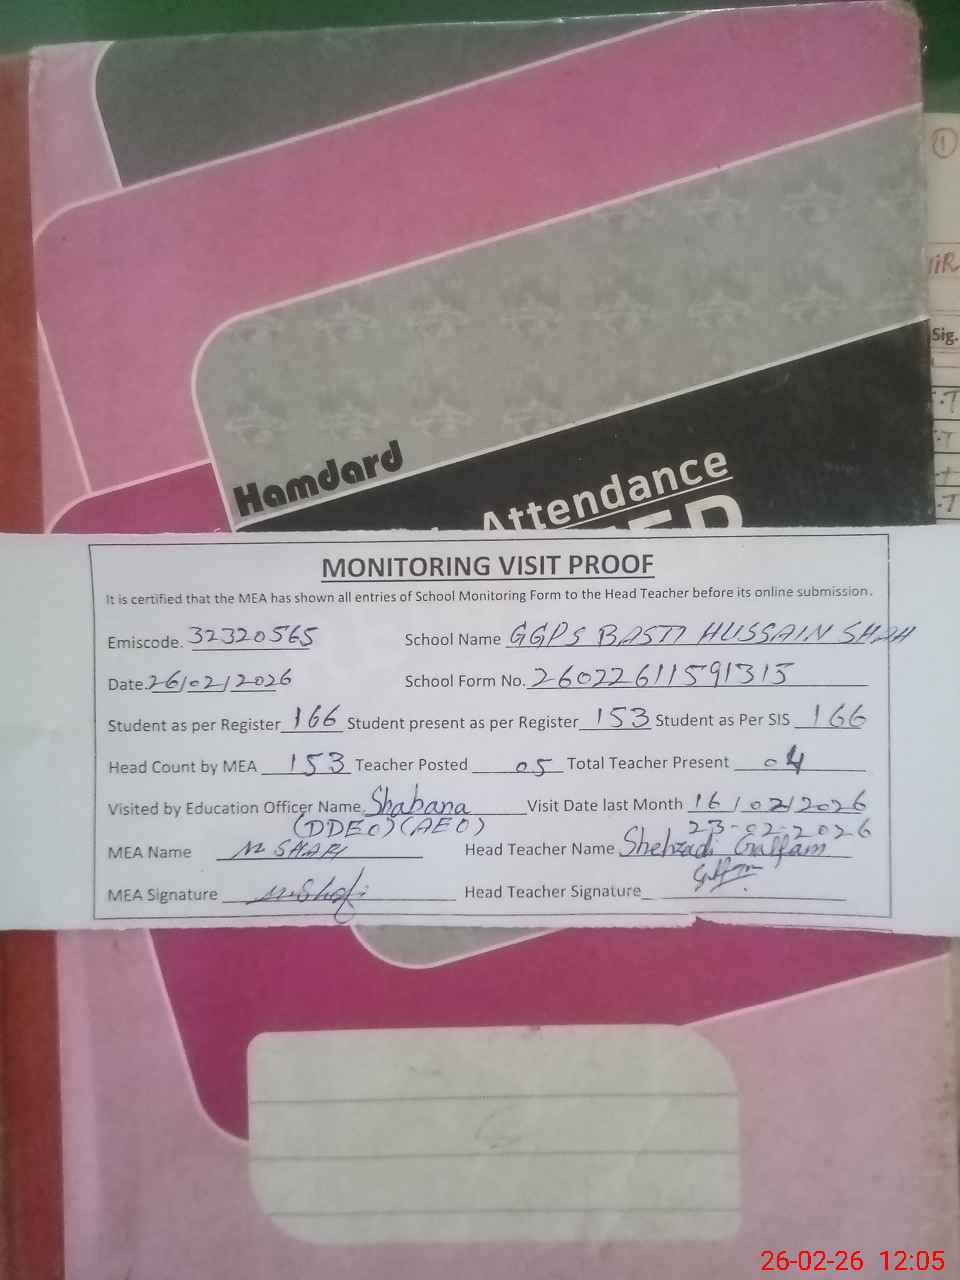 ①
Sig.
Hamdard
Attendance
MONITORING VISIT PROOF
It is certified that the MEA has shown all entries of School Monitoring Form to the Head Teacher before its online submission.
Emiscode. 32320565 School Name GGPS BASTI HUSSAIN SHAH
Date. 26/02/2026 School Form No. 26022611591315
Student as per Register 166 Student present as per Register 153 Student as Per SIS 166
Head Count by MEA 153 Teacher Posted 05 Total Teacher Present 04
Visited by Education Officer Name Shabana Visit Date last Month 16/02/2026
(DDEO) (AEO) 23-02-2026
MEA Name M SHAFI Head Teacher Name Shehzadi Gulfam
MEA Signature M Shafi Head Teacher Signature
26-02-26 12:05